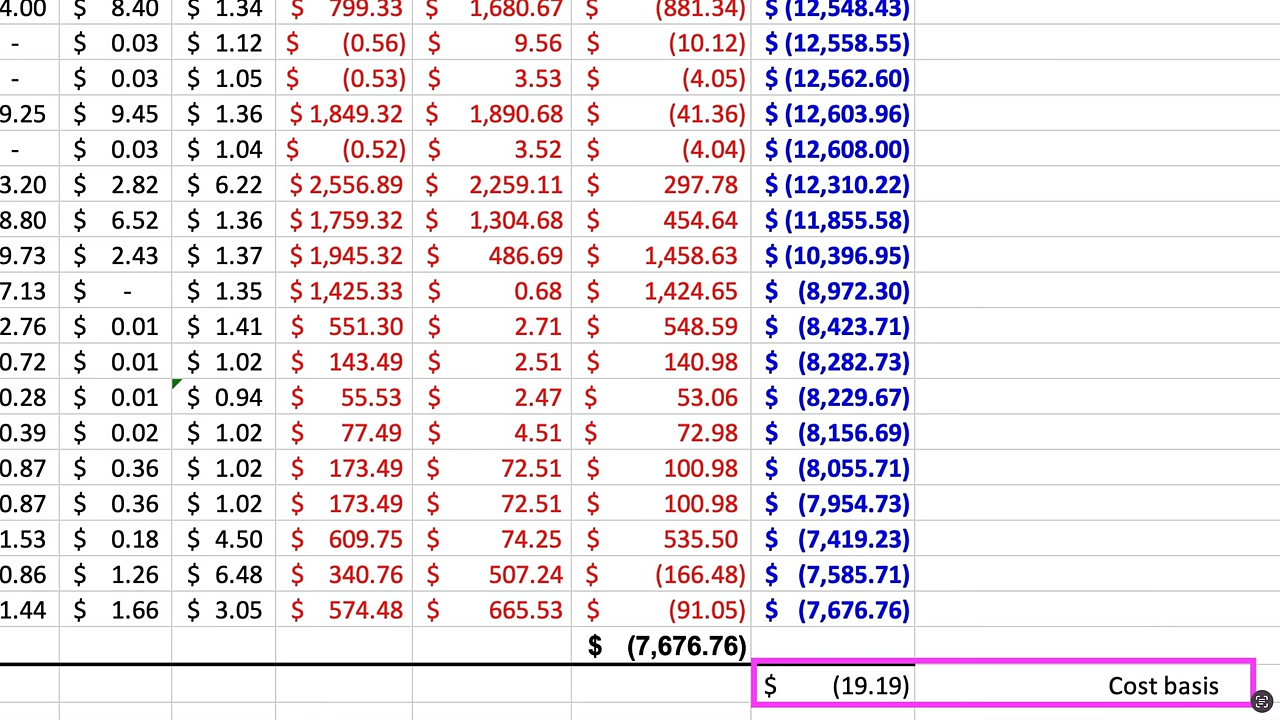 4.00 $ 8.40 $ 1.34 $ 799.33 $ 1,680.67 $ (881.34) $ (12,548.43)
- $ 0.03 $ 1.12 $ (0.56) $ 9.56 $ (10.12) $ (12,558.55)
- $ 0.03 $ 1.05 $ (0.53) $ 3.53 $ (4.05) $ (12,562.60)
9.25 $ 9.45 $ 1.36 $ 1,849.32 $ 1,890.68 $ (41.36) $ (12,603.96)
- $ 0.03 $ 1.04 $ (0.52) $ 3.52 $ (4.04) $ (12,608.00)
3.20 $ 2.82 $ 6.22 $ 2,556.89 $ 2,259.11 $ 297.78 $ (12,310.22)
8.80 $ 6.52 $ 1.36 $ 1,759.32 $ 1,304.68 $ 454.64 $ (11,855.58)
9.73 $ 2.43 $ 1.37 $ 1,945.32 $ 486.69 $ 1,458.63 $ (10,396.95)
7.13 $ - $ 1.35 $ 1,425.33 $ 0.68 $ 1,424.65 $ (8,972.30)
2.76 $ 0.01 $ 1.41 $ 551.30 $ 2.71 $ 548.59 $ (8,423.71)
0.72 $ 0.01 $ 1.02 $ 143.49 $ 2.51 $ 140.98 $ (8,282.73)
0.28 $ 0.01 $ 0.94 $ 55.53 $ 2.47 $ 53.06 $ (8,229.67)
0.39 $ 0.02 $ 1.02 $ 77.49 $ 4.51 $ 72.98 $ (8,156.69)
0.87 $ 0.36 $ 1.02 $ 173.49 $ 72.51 $ 100.98 $ (8,055.71)
0.87 $ 0.36 $ 1.02 $ 173.49 $ 72.51 $ 100.98 $ (7,954.73)
1.53 $ 0.18 $ 4.50 $ 609.75 $ 74.25 $ 535.50 $ (7,419.23)
0.86 $ 1.26 $ 6.48 $ 340.76 $ 507.24 $ (166.48) $ (7,585.71)
1.44 $ 1.66 $ 3.05 $ 574.48 $ 665.53 $ (91.05) $ (7,676.76)
$ (7,676.76)
$ (19.19) Cost basis